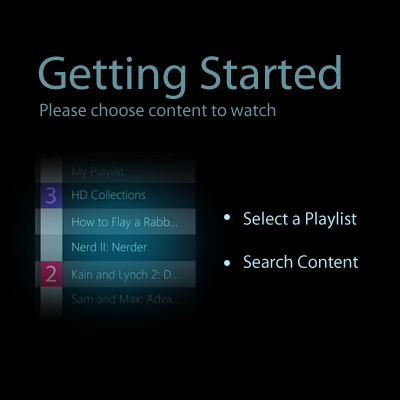 Getting Started
Please choose content to watch
My Playlist
3 HD Collections
How to Flay a Rabb...
Nerd II: Nerder
2 Kain and Lynch 2: D...
Sam and Max: Adva...
• Select a Playlist
• Search Content